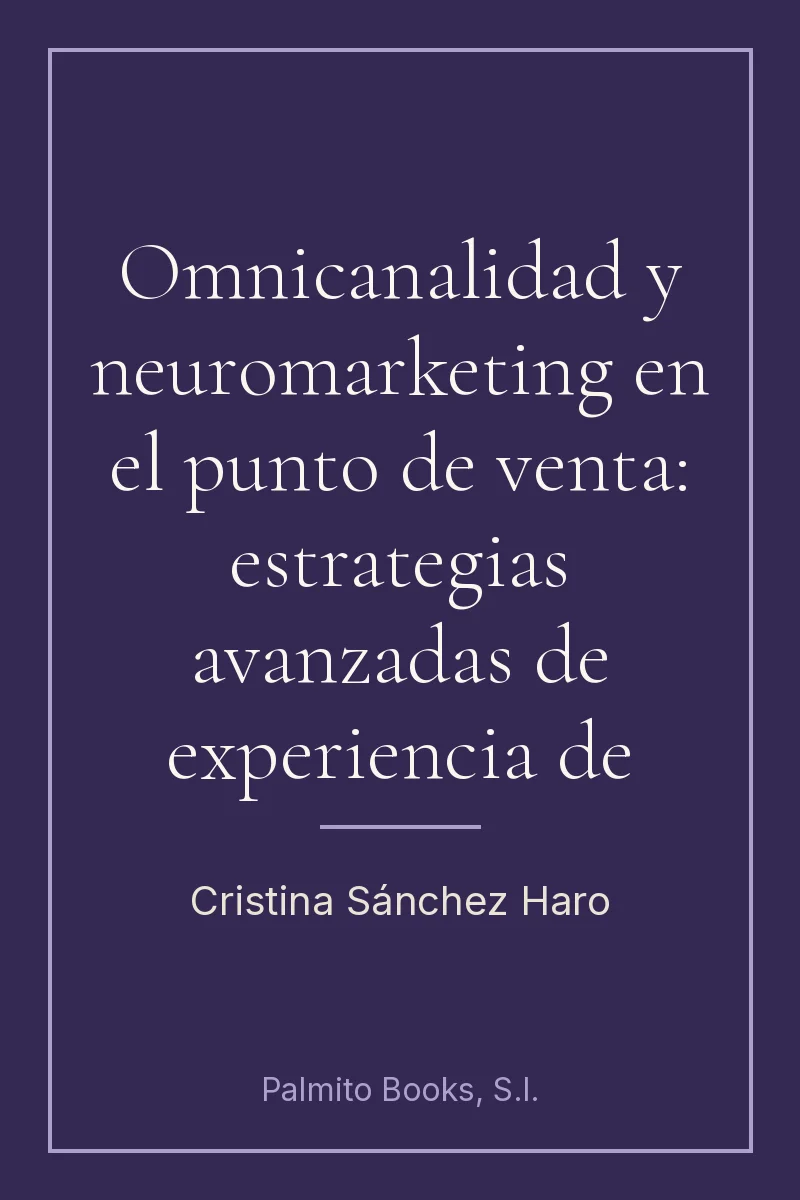 Omnicanalidad y
neuromarketing en
el punto de venta:
estrategias
avanzadas de
experiencia de
Cristina Sánchez Haro
Palmito Books, S.l.